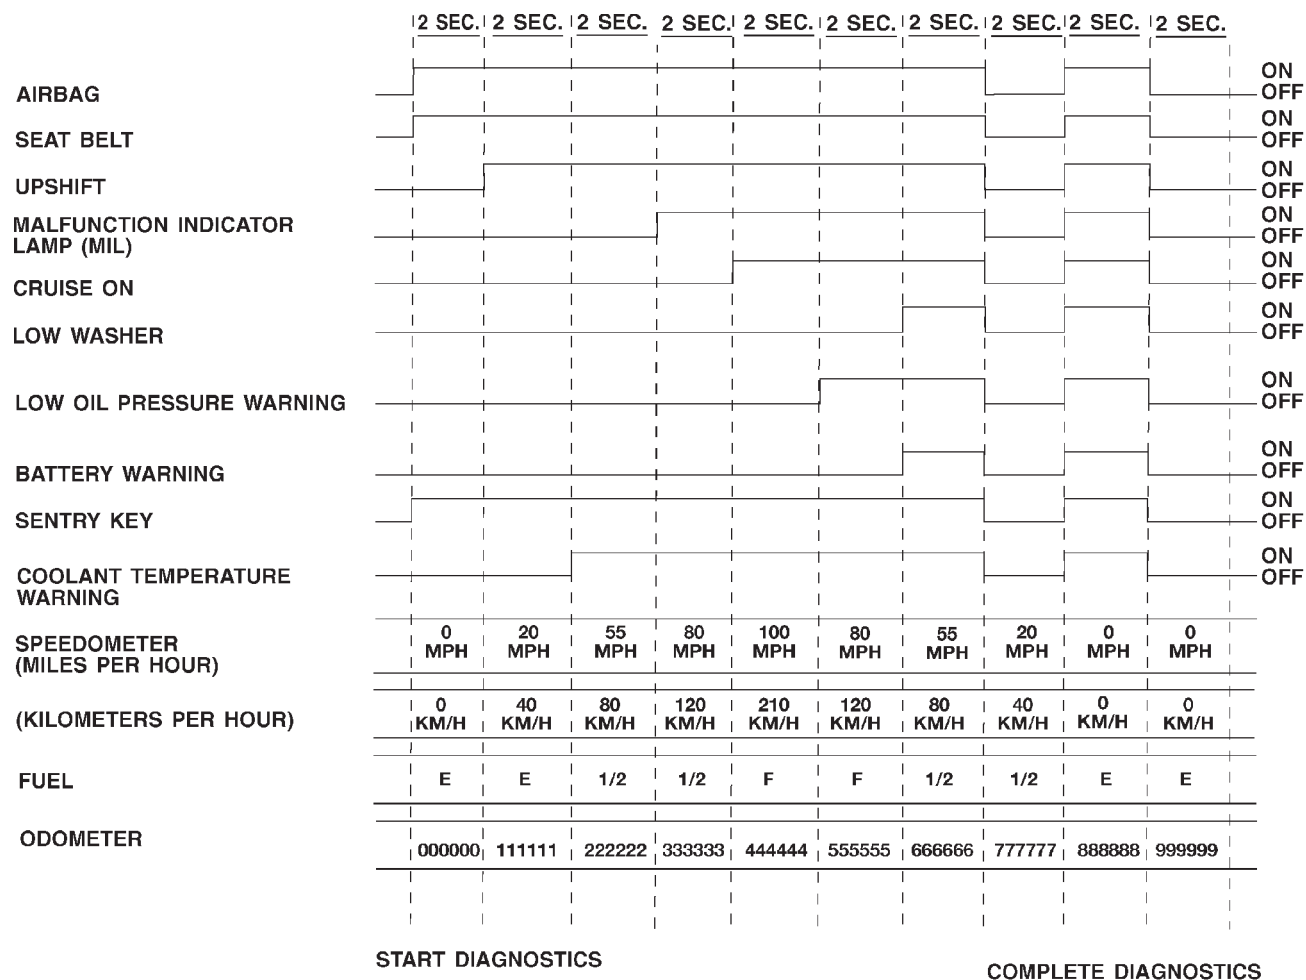 2 SEC. 2 SEC. 2 SEC. 2 SEC. 2 SEC. 2 SEC. 2 SEC. 2 SEC. 2 SEC. 2 SEC.
AIRBAG ON
OFF
SEAT BELT ON
OFF
UPSHIFT ON
OFF
MALFUNCTION INDICATOR ON
LAMP (MIL) OFF
CRUISE ON ON
OFF
LOW WASHER ON
OFF
LOW OIL PRESSURE WARNING ON
OFF
BATTERY WARNING ON
OFF
SENTRY KEY ON
OFF
COOLANT TEMPERATURE ON
WARNING OFF
SPEEDOMETER 0 20 55 80 100 80 55 20 0 0
(MILES PER HOUR) MPH MPH MPH MPH MPH MPH MPH MPH MPH MPH
(KILOMETERS PER HOUR) 0 40 80 120 210 120 80 40 0 0
KM/H KM/H KM/H KM/H KM/H KM/H KM/H KM/H KM/H KM/H
FUEL E E 1/2 1/2 F F 1/2 1/2 E E
ODOMETER 000000 111111 222222 333333 444444 555555 666666 777777 888888 999999
START DIAGNOSTICS
COMPLETE DIAGNOSTICS